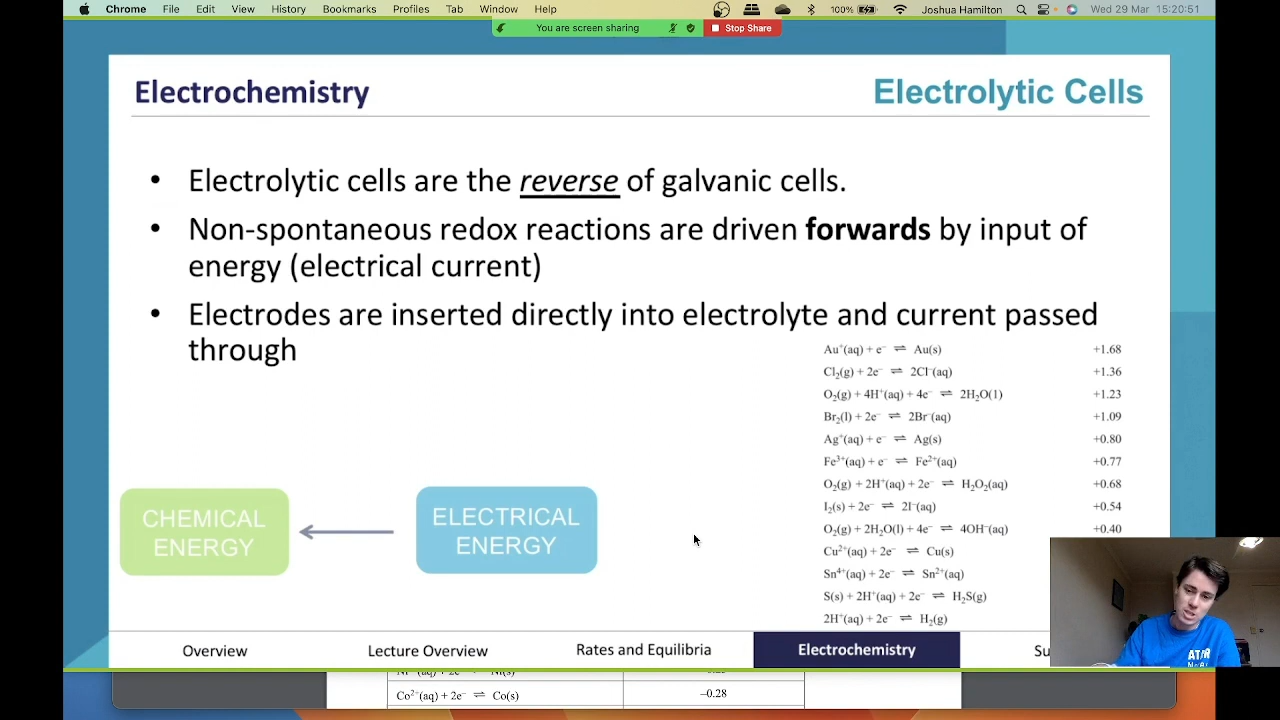 Chrome File Edit View History Bookmarks Profiles Tab Window Help 100% Joshua Hamilton Wed 29 Mar 15:20:51
You are screen sharing Stop Share
Electrochemistry
Electrolytic Cells
• Electrolytic cells are the reverse of galvanic cells.
• Non-spontaneous redox reactions are driven forwards by input of
energy (electrical current)
• Electrodes are inserted directly into electrolyte and current passed
through
Au⁺(aq) + e⁻ ⇌ Au(s) +1.68
Cl₂(g) + 2e⁻ ⇌ 2Cl⁻(aq) +1.36
O₂(g) + 4H⁺(aq) + 4e⁻ ⇌ 2H₂O(l) +1.23
Br₂(l) + 2e⁻ ⇌ 2Br⁻(aq) +1.09
Ag⁺(aq) + e⁻ ⇌ Ag(s) +0.80
Fe³⁺(aq) + e⁻ ⇌ Fe²⁺(aq) +0.77
O₂(g) + 2H⁺(aq) + 2e⁻ ⇌ H₂O₂(aq) +0.68
I₂(s) + 2e⁻ ⇌ 2I⁻(aq) +0.54
O₂(g) + 2H₂O(l) + 4e⁻ ⇌ 4OH⁻(aq) +0.40
Cu²⁺(aq) + 2e⁻ ⇌ Cu(s)
Sn⁴⁺(aq) + 2e⁻ ⇌ Sn²⁺(aq)
S(s) + 2H⁺(aq) + 2e⁻ ⇌ H₂S(g)
2H⁺(aq) + 2e⁻ ⇌ H₂(g)
CHEMICAL
ENERGY
ELECTRICAL
ENERGY
Overview Lecture Overview Rates and Equilibria Electrochemistry Su
Co²⁺(aq) + 2e⁻ ⇌ Co(s) –0.28